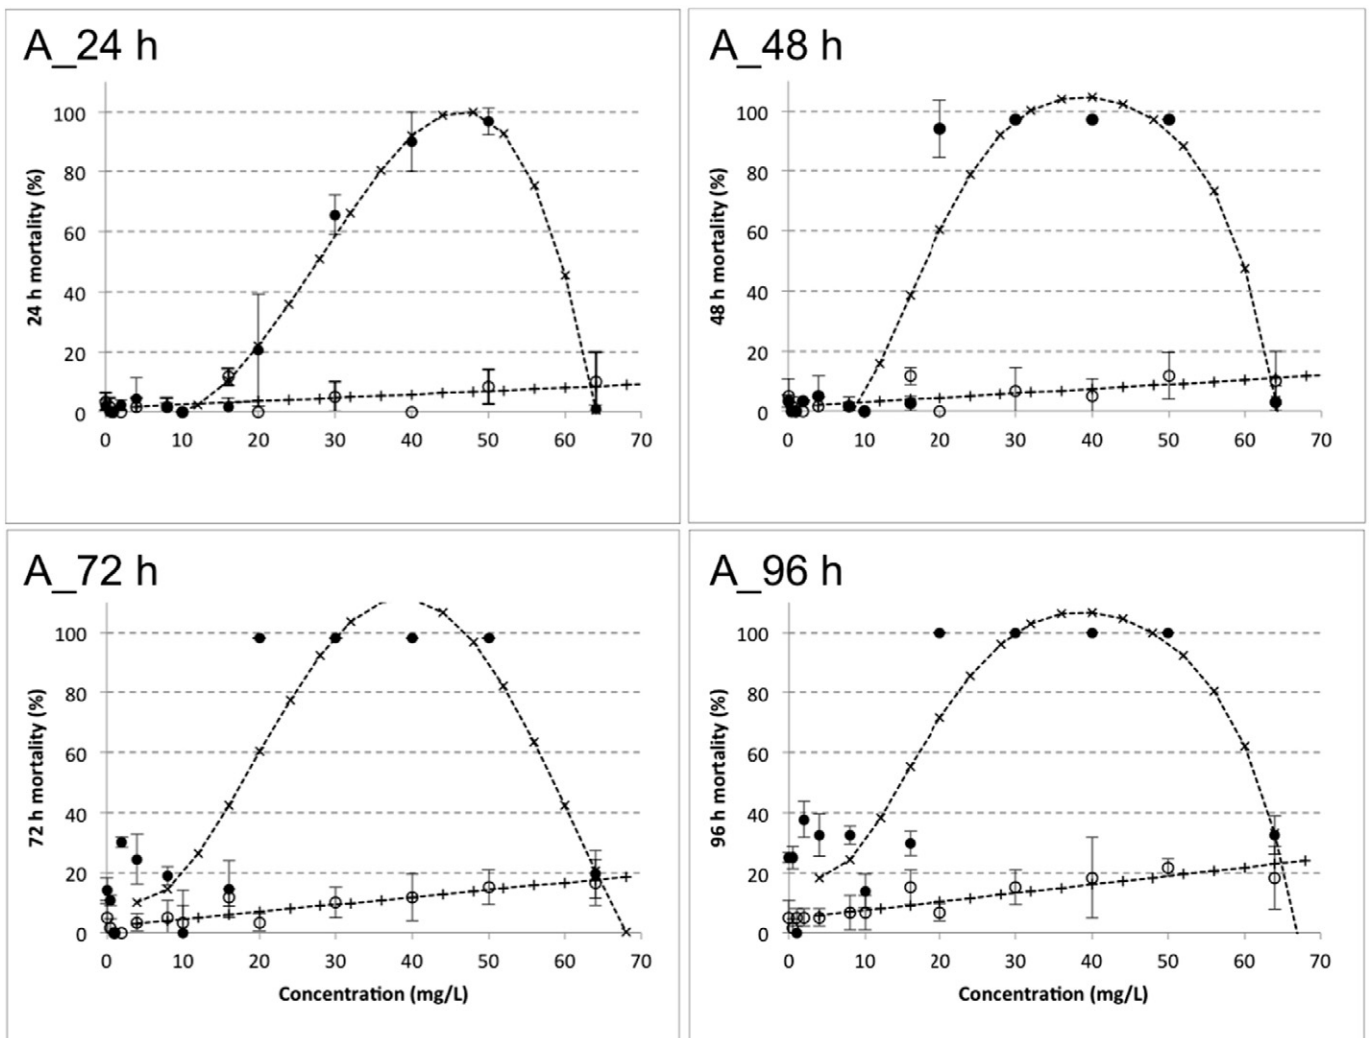 A_24 h
24 h mortality (%)
100
80
60
40
20
0
0 10 20 30 40 50 60 70
A_48 h
48 h mortality (%)
100
80
60
40
20
0
0 10 20 30 40 50 60 70
A_72 h
72 h mortality (%)
100
80
60
40
20
0
0 10 20 30 40 50 60 70
Concentration (mg/L)
A_96 h
96 h mortality (%)
100
80
60
40
20
0
0 10 20 30 40 50 60 70
Concentration (mg/L)